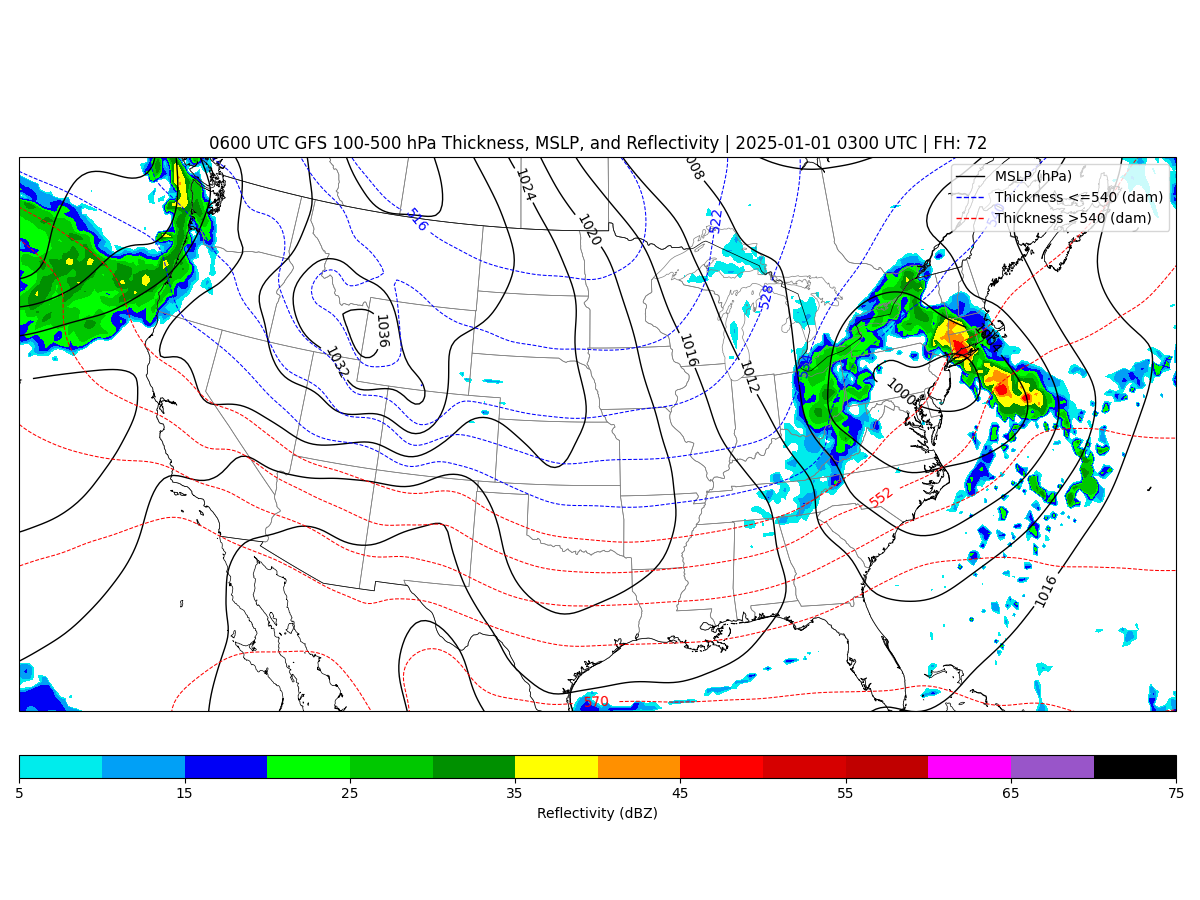 0600 UTC GFS 100-500 hPa Thickness, MSLP, and Reflectivity | 2025-01-01 0300 UTC | FH: 72
MSLP (hPa)
Thickness <=540 (dam)
Thickness >540 (dam)
008
1024
516
522
1020
528
1036
1032
1016
1012
1000
552
1016
570
5 15 25 35 45 55 65 75
Reflectivity (dBZ)